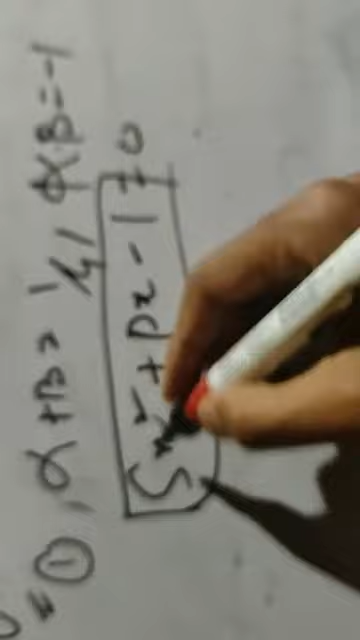 ①, α+β = 1/4, αβ = -1
5x² + px - 1 = 0